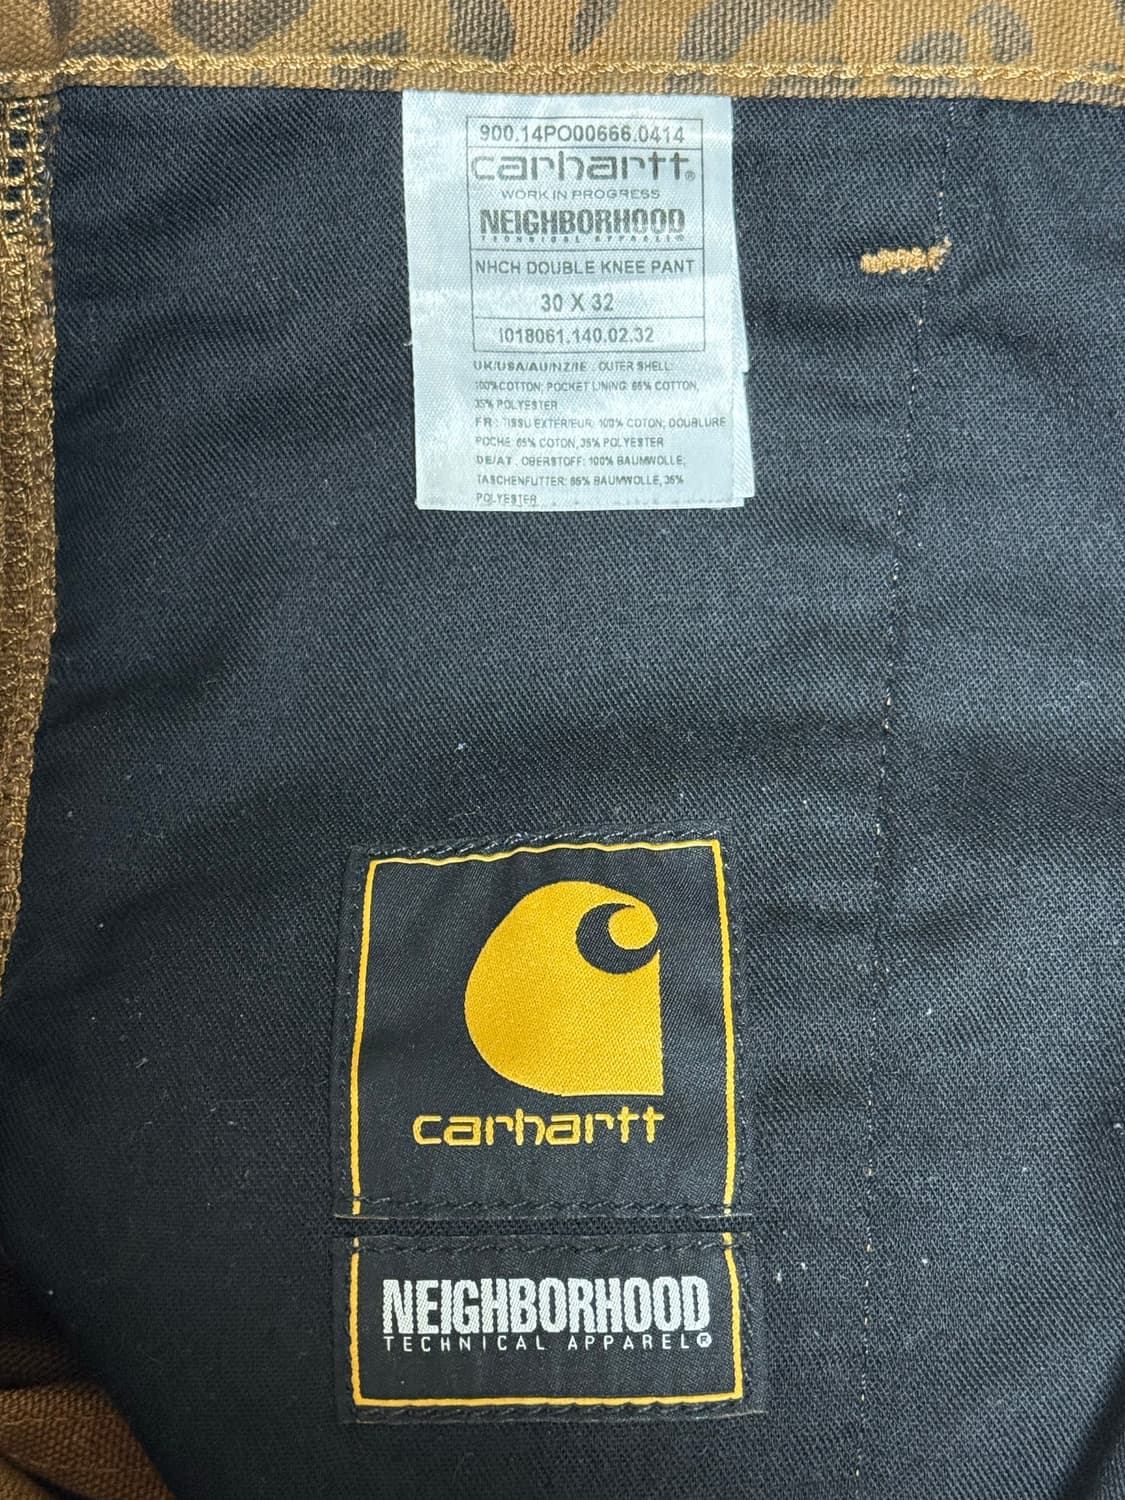 900.14PO00666.0414
carhartt®
WORK IN PROGRESS
NEIGHBORHOOD
TECHNICAL APPAREL®
NHCH DOUBLE KNEE PANT
30 X 32
I018061.140.02.32
UK/USA/AU/NZ/IE : OUTER SHELL:
100%COTTON; POCKET LINING: 65% COTTON,
35% POLYESTER
FR : TISSU EXTERIEUR: 100% COTON; DOUBLURE
POCHE: 65% COTON, 35% POLYESTER
DE/AT : OBERSTOFF: 100% BAUMWOLLE;
TASCHENFUTTER: 65% BAUMWOLLE, 35%
POLYESTER
carhartt
NEIGHBORHOOD
TECHNICAL APPAREL®